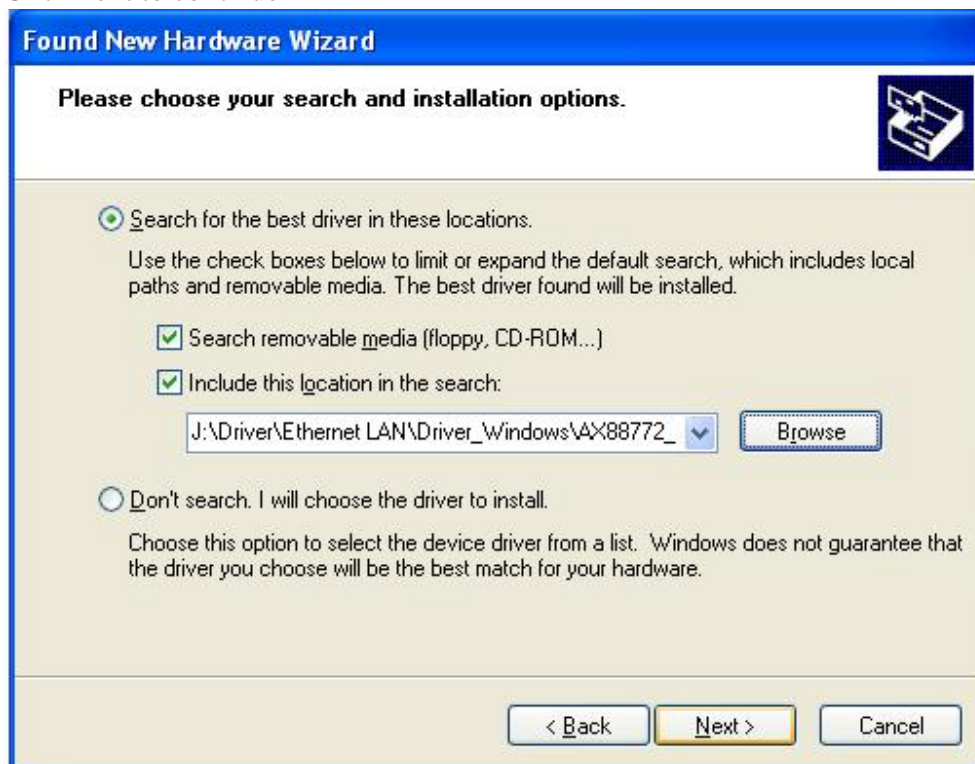 Found New Hardware Wizard
Please choose your search and installation options.
Search for the best driver in these locations.
Use the check boxes below to limit or expand the default search, which includes local
paths and removable media. The best driver found will be installed.
Search removable media (floppy, CD-ROM...)
Include this location in the search:
J:\Driver\Ethernet LAN\Driver_Windows\AX88772_
Browse
Don't search. I will choose the driver to install.
Choose this option to select the device driver from a list. Windows does not guarantee that
the driver you choose will be the best match for your hardware.
< Back
Next >
Cancel